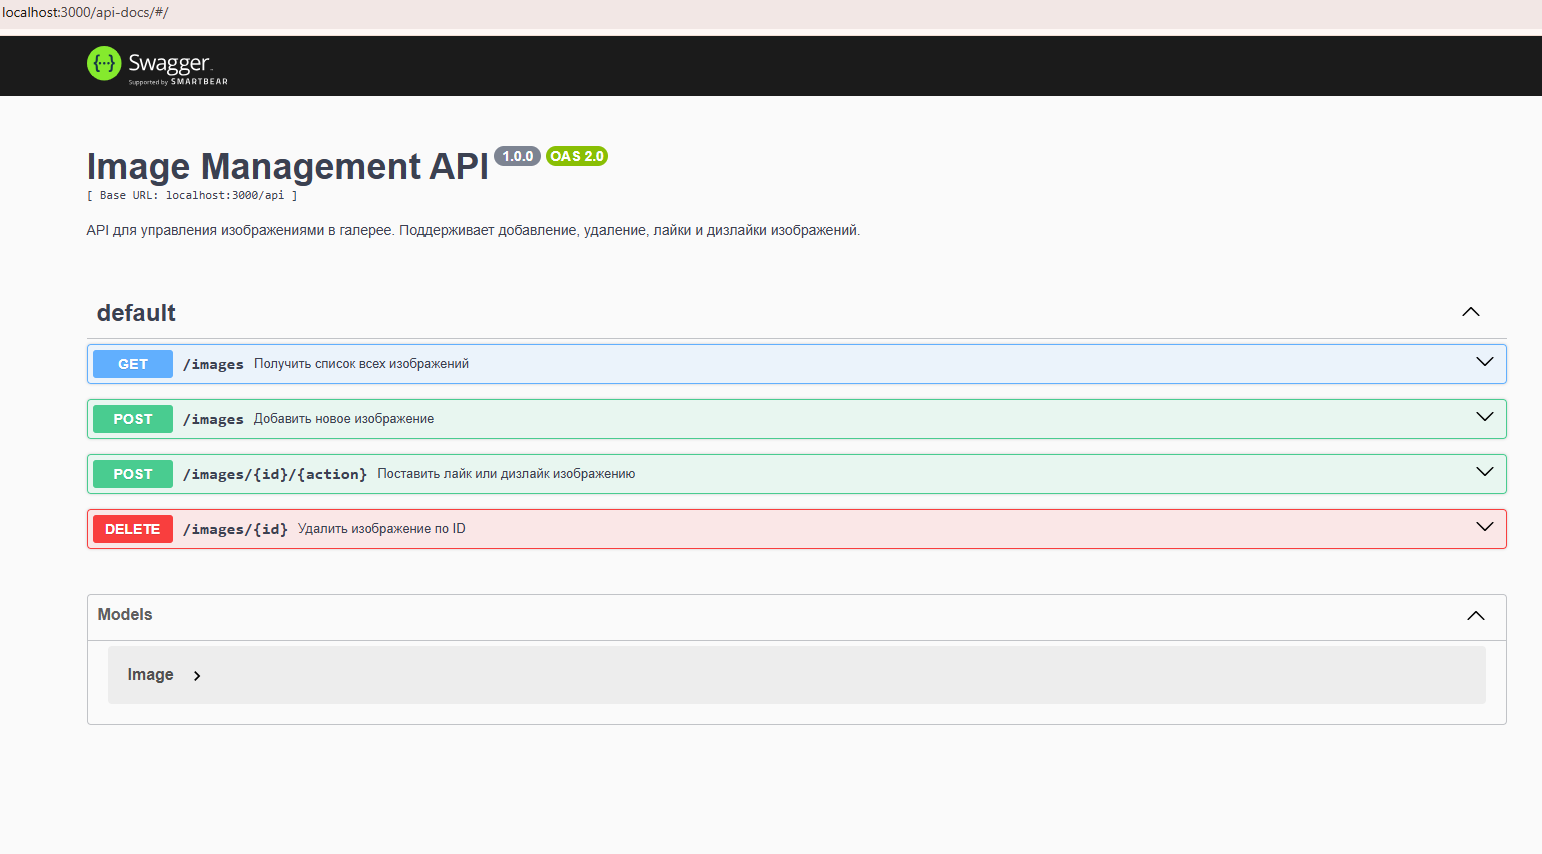 localhost:3000/api-docs/#/
{···} Swagger
Supported by SMARTBEAR
Image Management API 1.0.0 OAS 2.0
[ Base URL: localhost:3000/api ]
API для управления изображениями в галерее. Поддерживает добавление, удаление, лайки и дизлайки изображений.
default
GET /images Получить список всех изображений
POST /images Добавить новое изображение
POST /images/{id}/{action} Поставить лайк или дизлайк изображению
DELETE /images/{id} Удалить изображение по ID
Models
Image